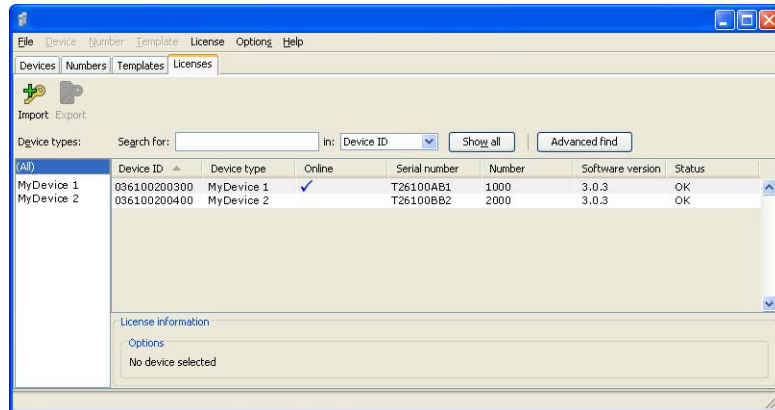 File Device Number Template License Options Help
Devices Numbers Templates Licenses
Import Export
Device types: Search for: in: Device ID Show all Advanced find
(All) Device ID Device type Online Serial number Number Software version Status
MyDevice 1 036100200300 MyDevice 1 ✓ T26100AB1 1000 3.0.3 OK
MyDevice 2 036100200400 MyDevice 2 T26100BB2 2000 3.0.3 OK
License information
Options
No device selected